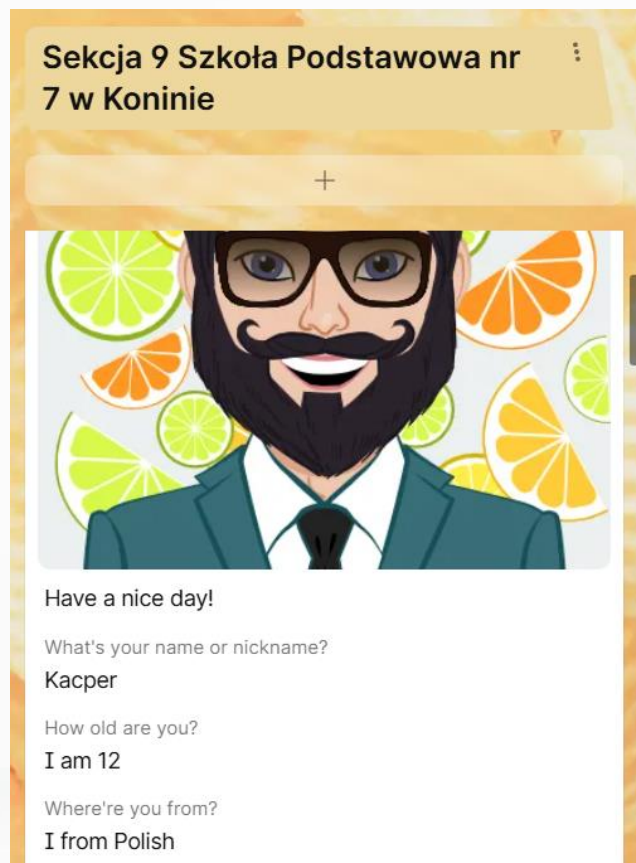 Sekcja 9 Szkoła Podstawowa nr
7 w Koninie
+
Have a nice day!
What's your name or nickname?
Kacper
How old are you?
I am 12
Where're you from?
I from Polish